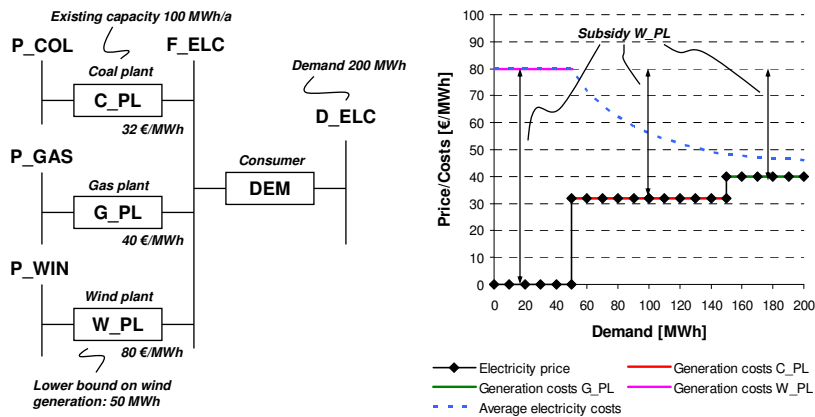 Existing capacity 100 MWh/a
P_COL
F_ELC
Coal plant
C_PL
32 €/MWh
Demand 200 MWh
D_ELC
P_GAS
Gas plant
G_PL
40 €/MWh
Consumer
DEM
P_WIN
Wind plant
W_PL
80 €/MWh
Lower bound on wind
generation: 50 MWh
Subsidy W_PL
Price/Costs [€/MWh]
100
90
80
70
60
50
40
30
20
10
0
0 20 40 60 80 100 120 140 160 180 200
Demand [MWh]
Electricity price
Generation costs C_PL
Generation costs G_PL
Generation costs W_PL
Average electricity costs